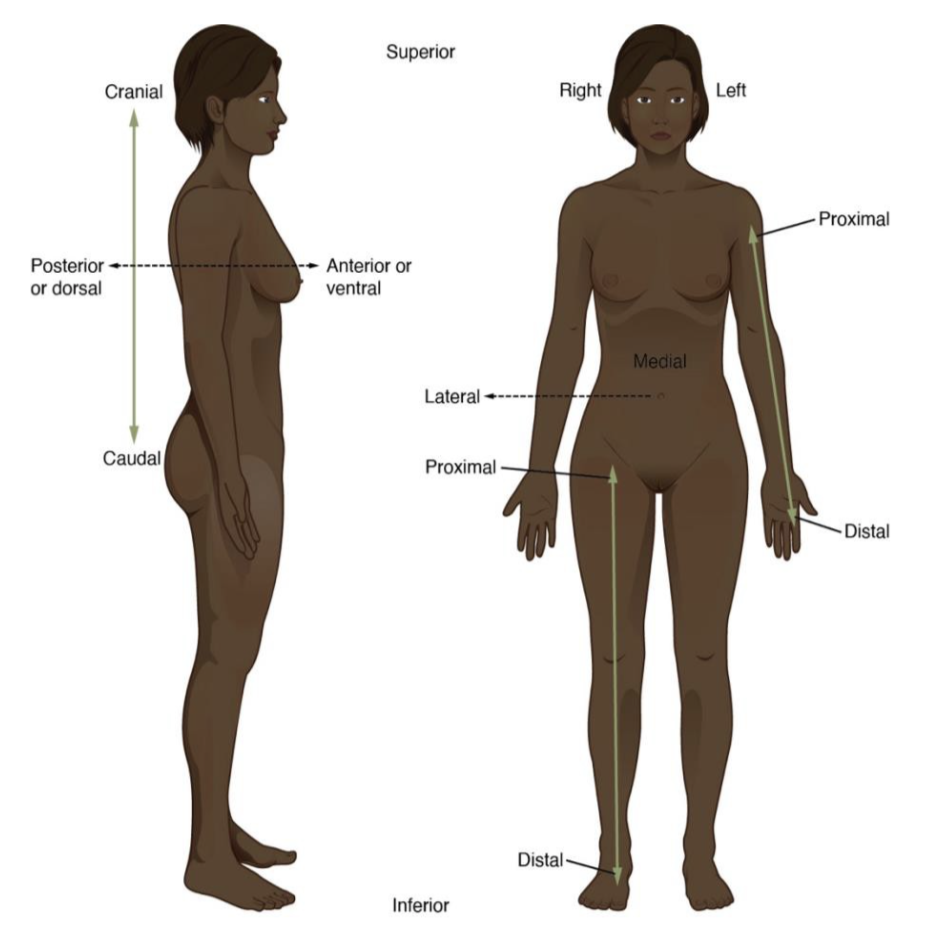 Superior
Cranial
Right
Left
Proximal
Posterior
or dorsal
Anterior or
ventral
Medial
Lateral
Caudal
Proximal
Distal
Distal
Inferior